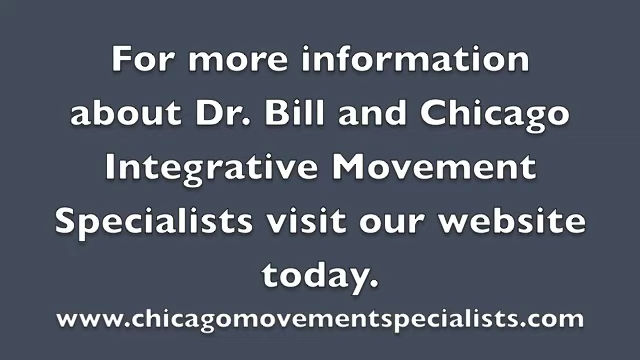 For more information
about Dr. Bill and Chicago
Integrative Movement
Specialists visit our website
today.
www.chicagomovementspecialists.com